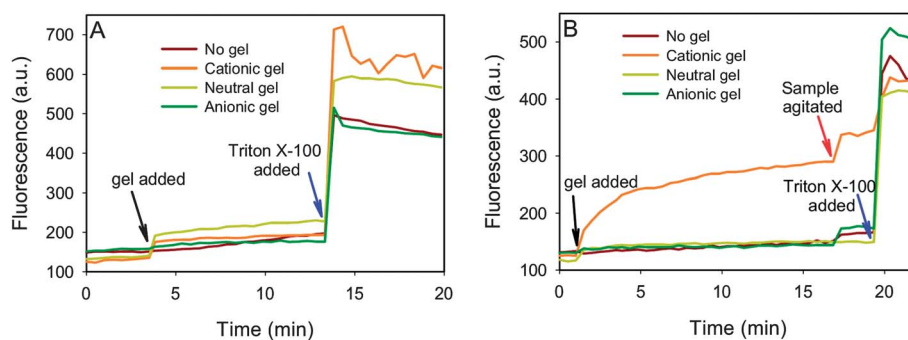 A
No gel
Cationic gel
Neutral gel
Anionic gel
Triton X-100
added
gel added
Fluorescence (a.u.)
700
600
500
400
300
200
100
0
5
10
15
20
Time (min)
B
No gel
Cationic gel
Neutral gel
Anionic gel
Sample
agitated
gel added
Triton X-100
added
Fluorescence (a.u.)
500
400
300
200
100
0
5
10
15
20
Time (min)